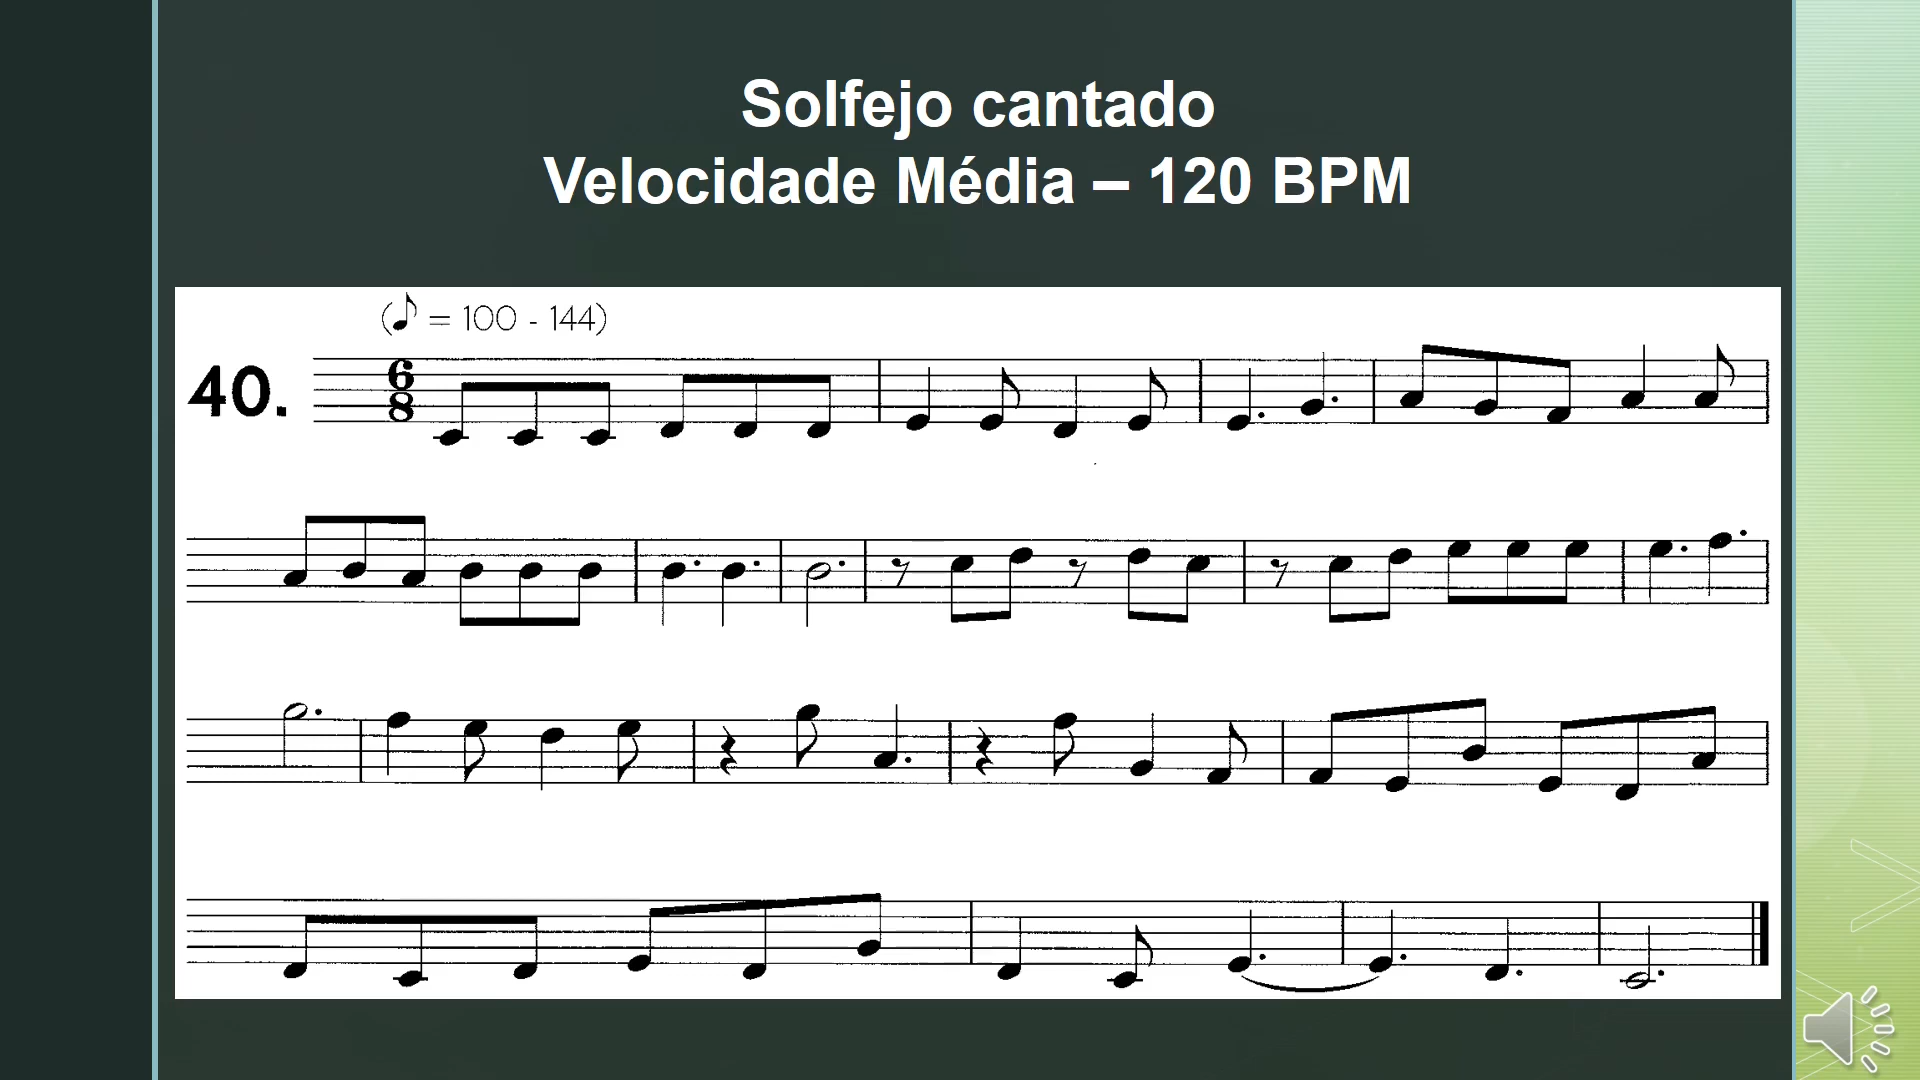 Solfejo cantado
Velocidade Média – 120 BPM
(♪ = 100 - 144)
40.
6
8